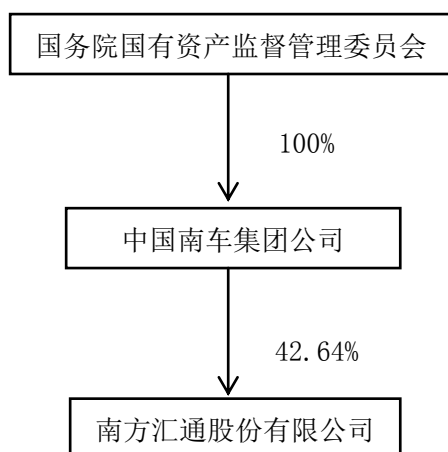 国务院国有资产监督管理委员会
100%
中国南车集团公司
42.64%
南方汇通股份有限公司